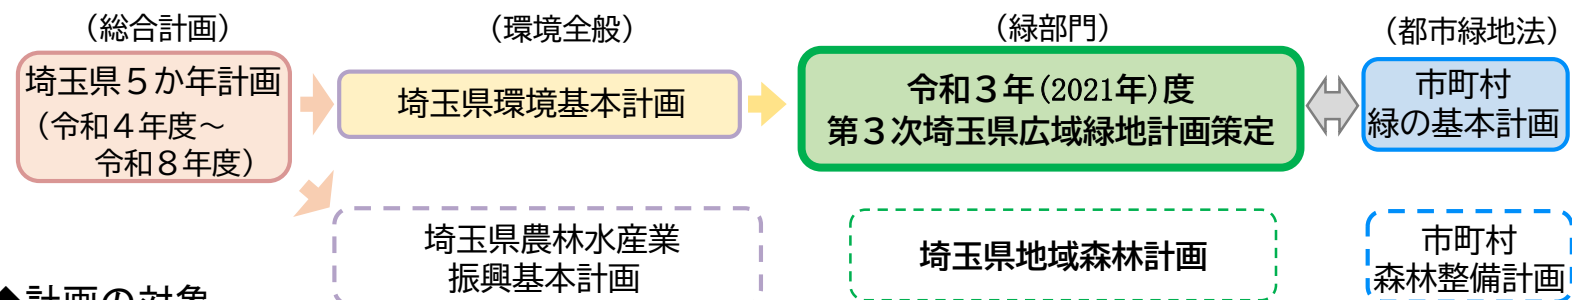 （総合計画）
（環境全般）
（緑部門）
（都市緑地法）
埼玉県５か年計画
（令和４年度～
令和８年度）
埼玉県環境基本計画
令和３年(2021年)度
第３次埼玉県広域緑地計画策定
市町村
緑の基本計画
埼玉県農林水産業
振興基本計画
埼玉県地域森林計画
市町村
森林整備計画
◆計画の対象